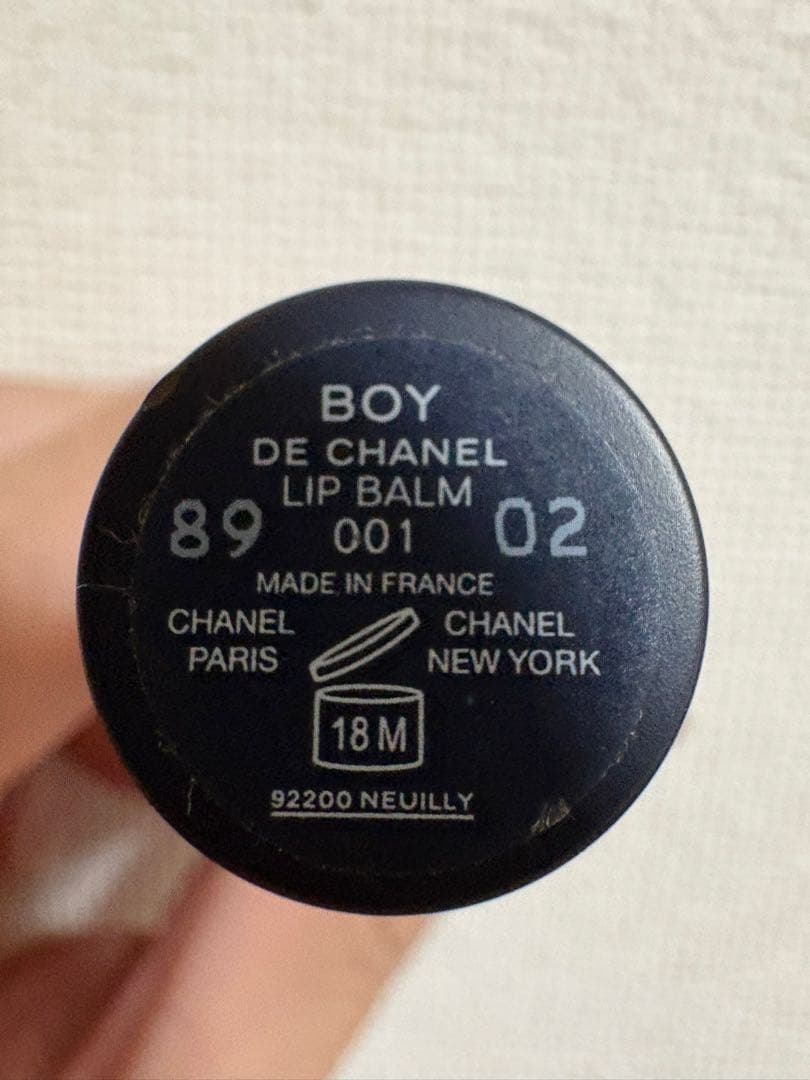 BOY
DE CHANEL
LIP BALM
89 001 02
MADE IN FRANCE
CHANEL CHANEL
PARIS NEW YORK
18 M
92200 NEUILLY